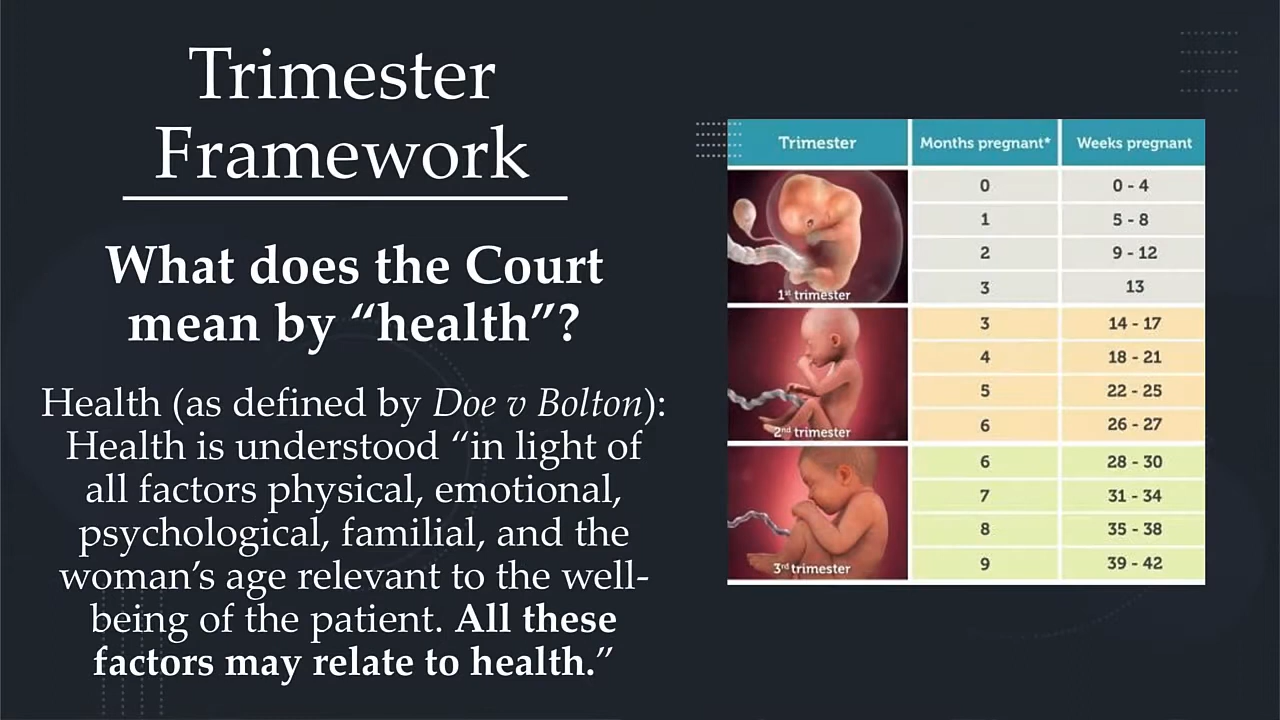 Trimester
Framework
What does the Court
mean by “health”?
Health (as defined by Doe v Bolton):
Health is understood “in light of
all factors physical, emotional,
psychological, familial, and the
woman’s age relevant to the well-
being of the patient. All these
factors may relate to health.”
Trimester Months pregnant* Weeks pregnant
0 0 - 4
1 5 - 8
2 9 - 12
3 13
1st trimester
3 14 - 17
4 18 - 21
5 22 - 25
6 26 - 27
2nd trimester
6 28 - 30
7 31 - 34
8 35 - 38
9 39 - 42
3rd trimester